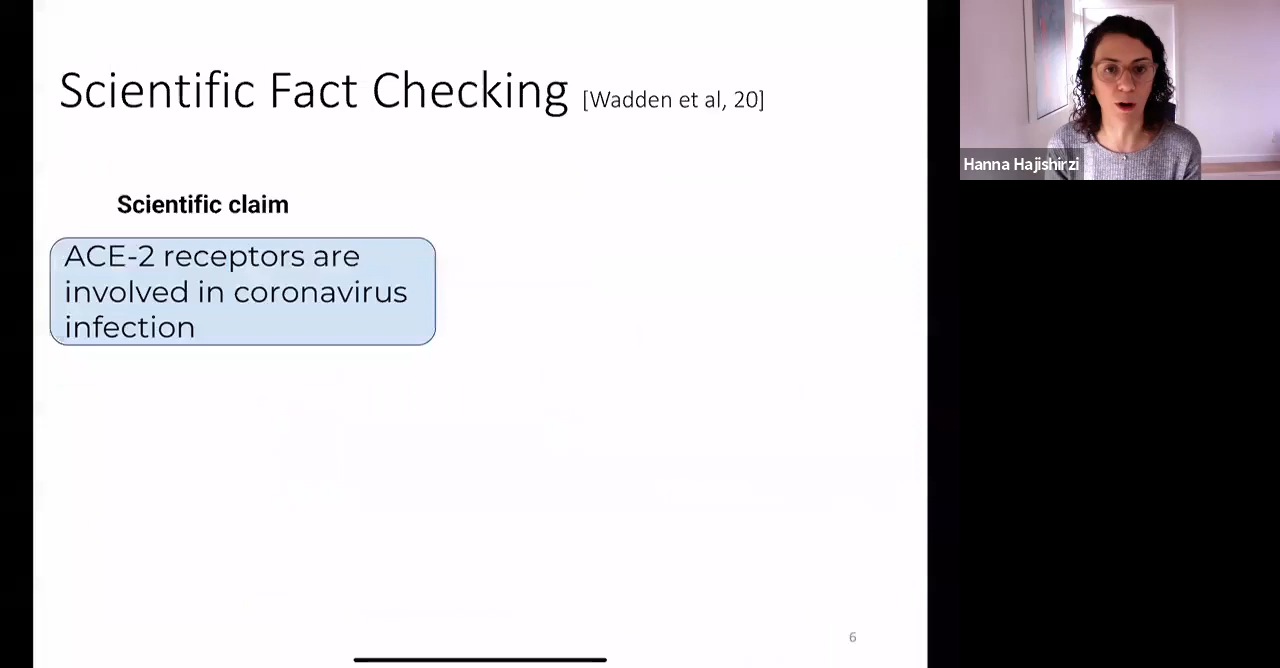 Scientific Fact Checking [Wadden et al, 20]
Hanna Hajishirzi
Scientific claim
ACE-2 receptors are
involved in coronavirus
infection
6